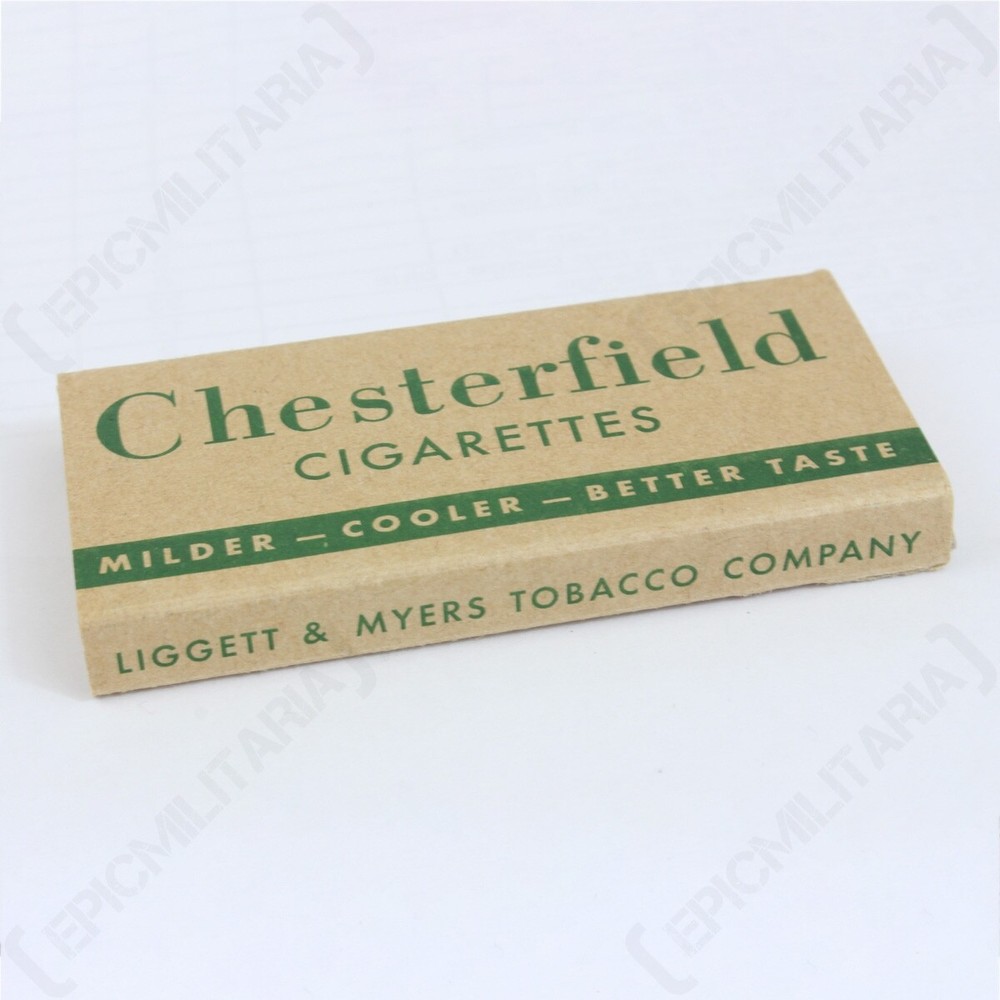 Chesterfield
CIGARETTES
MILDER — COOLER — BETTER TASTE
LIGGETT & MYERS TOBACCO COMPANY
[EPICMILITARIA]
[EPICMILITARIA]
[EPICMILITARIA]
[EPICMILITARIA]